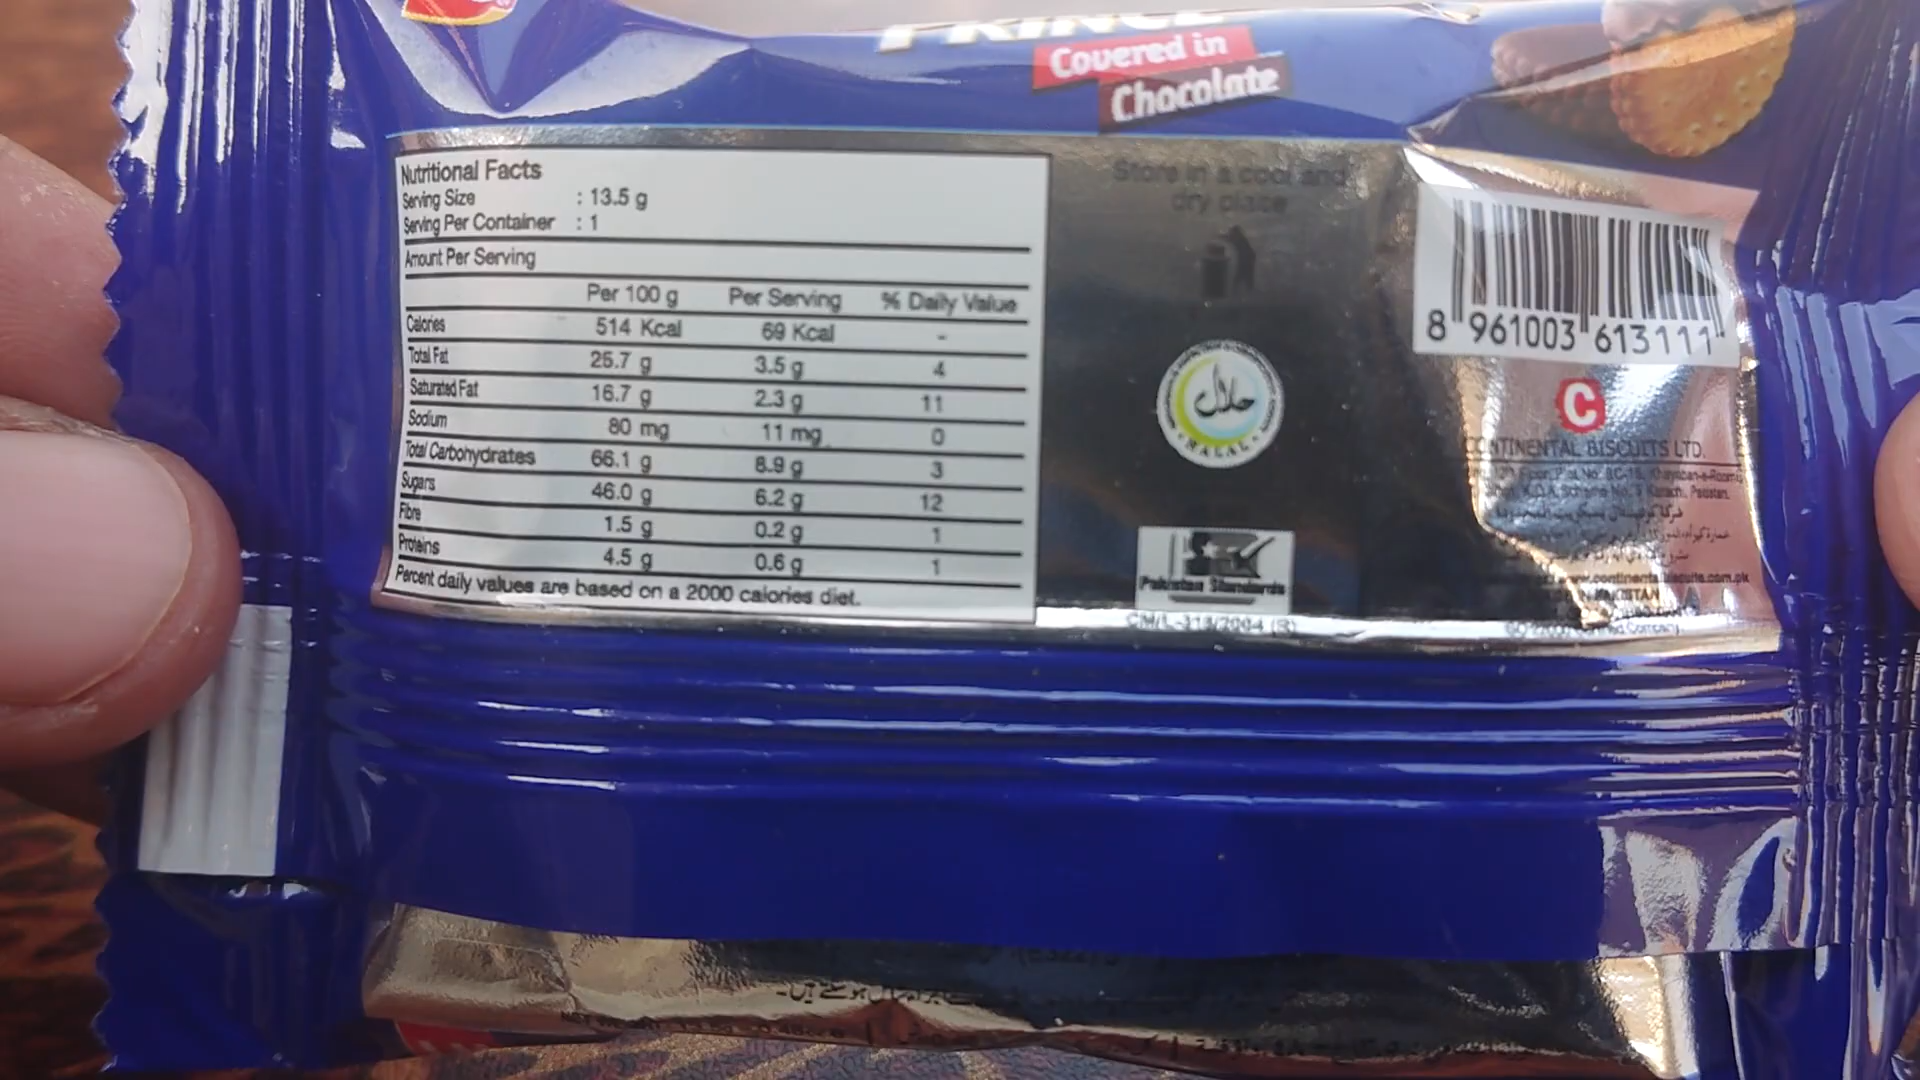 PRINCE
Covered in
Chocolate
Nutritional Facts
Serving Size : 13.5 g
Serving Per Container : 1
Amount Per Serving
Per 100 g Per Serving % Daily Value
Calories 514 Kcal 69 Kcal -
Total Fat 25.7 g 3.5 g 4
Saturated Fat 16.7 g 2.3 g 11
Sodium 80 mg 11 mg 0
Total Carbohydrates 66.1 g 8.9 g 3
Sugars 46.0 g 6.2 g 12
Fibre 1.5 g 0.2 g 1
Proteins 4.5 g 0.6 g 1
Percent daily values are based on a 2000 calories diet.
Store in a cool and
dry place
حلال
HALAL
Pakistan Standards
8 961003 613111
C
CONTINENTAL BISCUITS LTD.
Karachi, Pakistan.
PAKISTAN
Company